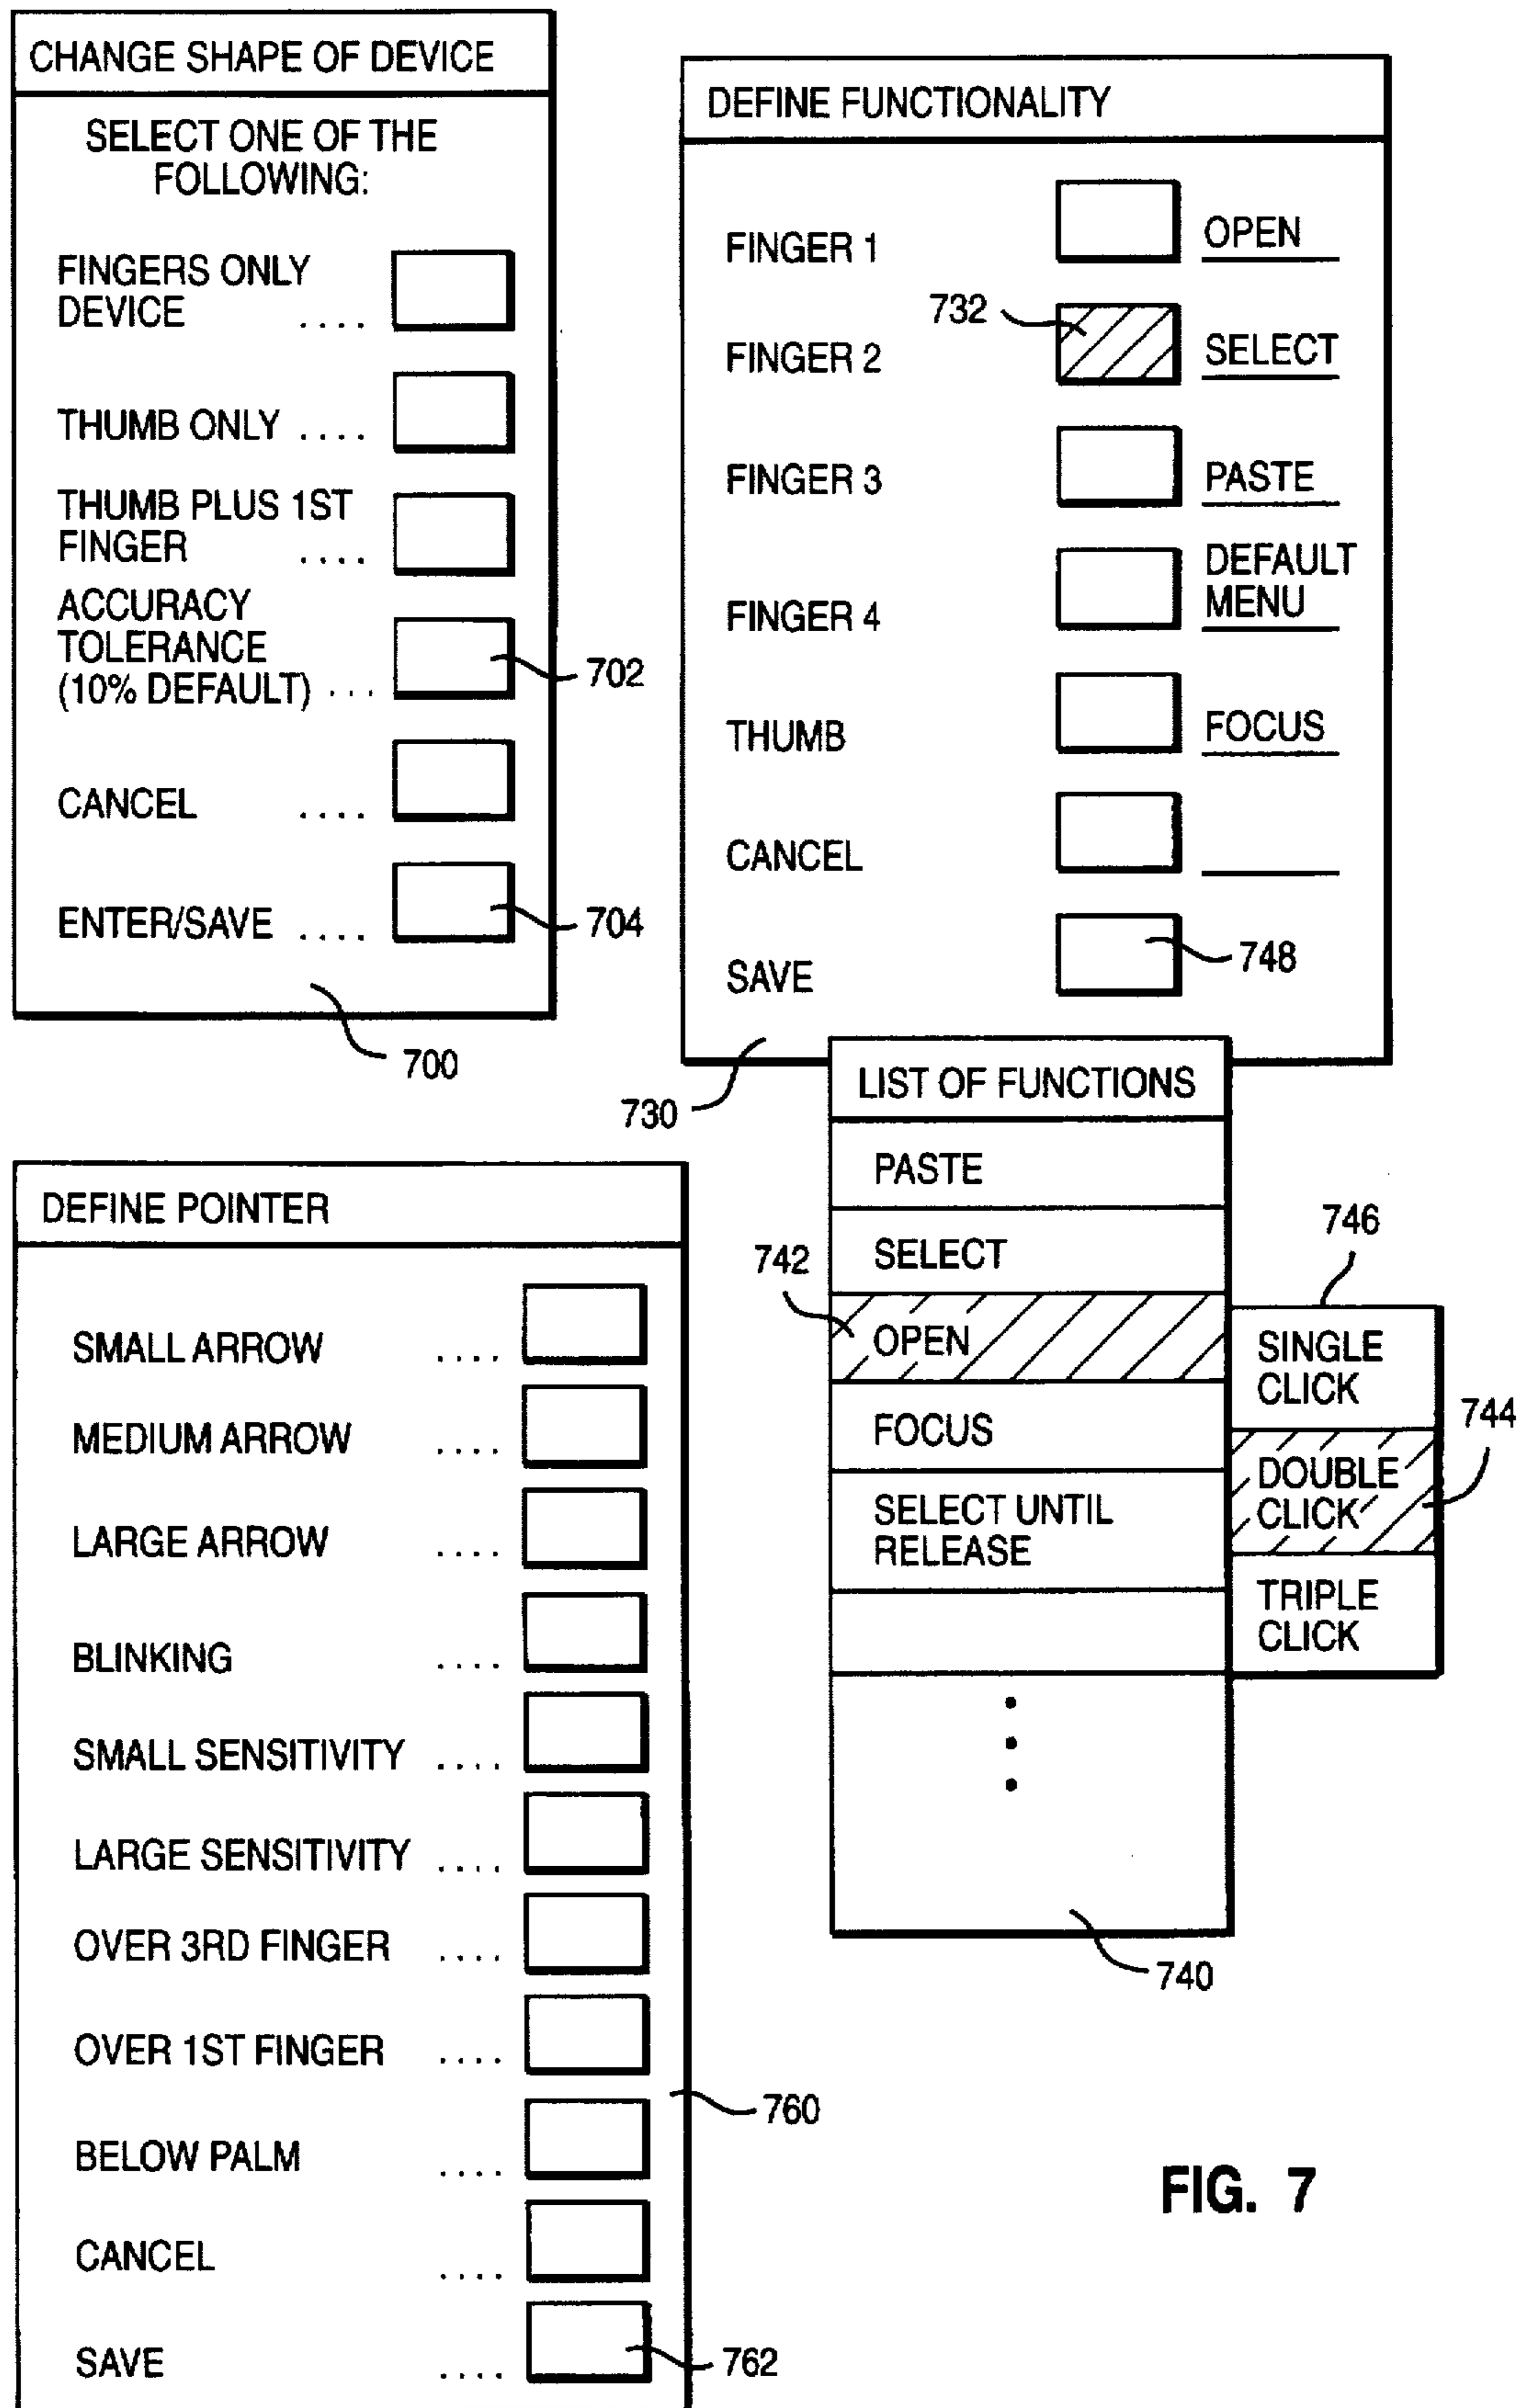 CHANGE SHAPE OF DEVICE
SELECT ONE OF THE
FOLLOWING:
FINGERS ONLY
DEVICE ....
THUMB ONLY ....
THUMB PLUS 1ST
FINGER ....
ACCURACY
TOLERANCE
(10% DEFAULT) ...
702
CANCEL ....
ENTER/SAVE ....
704
700
DEFINE FUNCTIONALITY
FINGER 1 OPEN
732
FINGER 2 SELECT
FINGER 3 PASTE
FINGER 4 DEFAULT
MENU
THUMB FOCUS
CANCEL
SAVE 748
730
LIST OF FUNCTIONS
PASTE
SELECT
742
OPEN
FOCUS
SELECT UNTIL
RELEASE
740
746
SINGLE
CLICK
744
DOUBLE
CLICK
TRIPLE
CLICK
DEFINE POINTER
SMALL ARROW ....
MEDIUM ARROW ....
LARGE ARROW ....
BLINKING ....
SMALL SENSITIVITY ....
LARGE SENSITIVITY ....
OVER 3RD FINGER ....
OVER 1ST FINGER ....
760
BELOW PALM ....
CANCEL ....
SAVE .... 762
FIG. 7